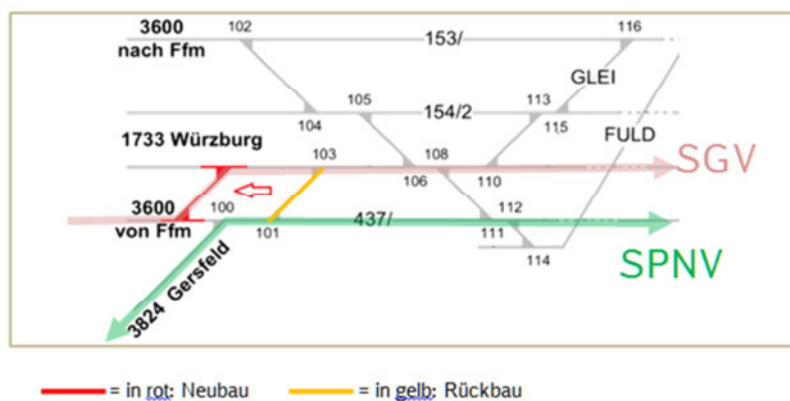 3600
nach Ffm
102
153/
116
GLEI
105
104
154/2
113
115
FULD
1733 Würzburg
103
108
106
110
SGV
3600
von Ffm
100
101
437/
112
111
114
SPNV
3824 Gersfeld
= in rot: Neubau
= in gelb: Rückbau